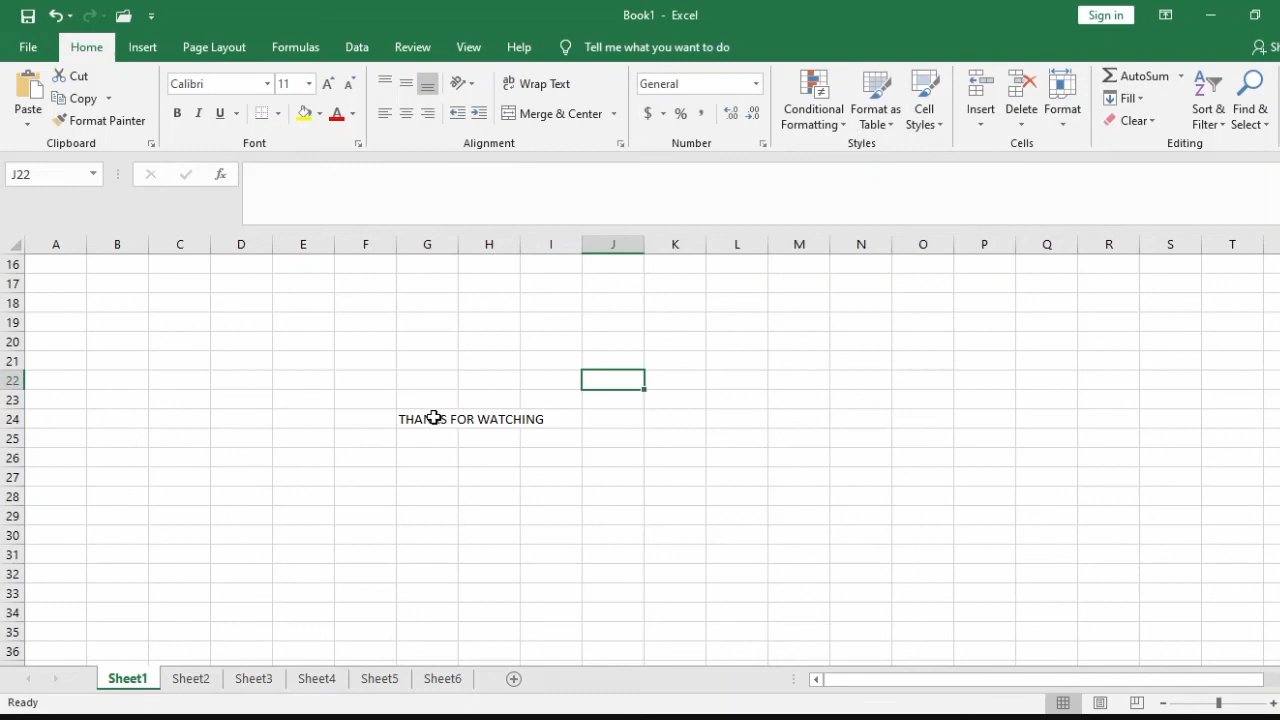 Book1 - Excel
Sign in
File Home Insert Page Layout Formulas Data Review View Help Tell me what you want to do
Paste
Cut
Copy
Format Painter
Clipboard
Calibri 11
B I U A
Font
Wrap Text
Merge & Center
Alignment
General
$ % ,
Number
Conditional Formatting
Format as Table
Cell Styles
Styles
Insert
Delete
Format
Cells
AutoSum
Fill
Clear
Sort & Filter
Find & Select
Editing
J22
fx
A B C D E F G H I J K L M N O P Q R S T
16
17
18
19
20
21
22
23
24 THANKS FOR WATCHING
25
26
27
28
29
30
31
32
33
34
35
36
Sheet1 Sheet2 Sheet3 Sheet4 Sheet5 Sheet6
Ready